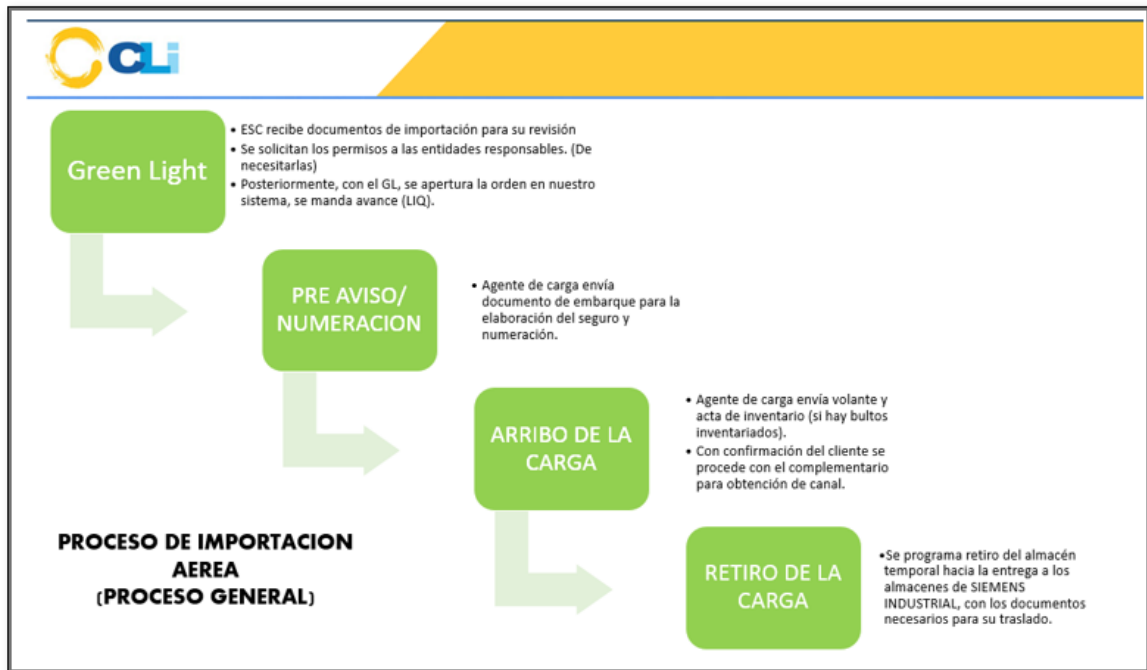 CLi
Green Light
• ESC recibe documentos de importación para su revisión
• Se solicitan los permisos a las entidades responsables. (De
necesitarlas)
• Posteriormente, con el GL, se apertura la orden en nuestro
sistema, se manda avance (LIQ).
PRE AVISO/
NUMERACION
• Agente de carga envía
documento de embarque para la
elaboración del seguro y
numeración.
ARRIBO DE LA
CARGA
• Agente de carga envía volante y
acta de inventario (si hay bultos
inventariados).
• Con confirmación del cliente se
procede con el complementario
para obtención de canal.
PROCESO DE IMPORTACION
AEREA
(PROCESO GENERAL)
RETIRO DE LA
CARGA
•Se programa retiro del almacén
temporal hacia la entrega a los
almacenes de SIEMENS
INDUSTRIAL, con los documentos
necesarios para su traslado.